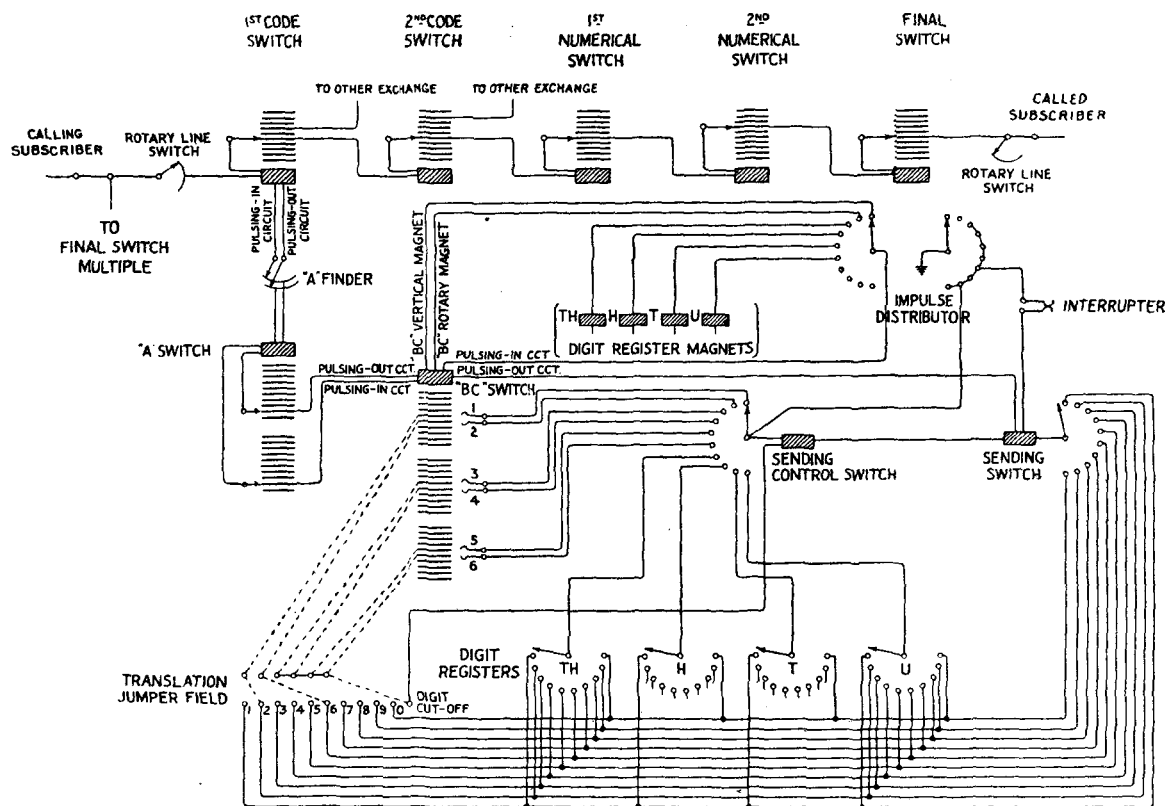 1ST CODE
SWITCH
2ND CODE
SWITCH
1ST
NUMERICAL
SWITCH
2ND
NUMERICAL
SWITCH
FINAL
SWITCH
TO OTHER EXCHANGE
TO OTHER EXCHANGE
CALLING
SUBSCRIBER
ROTARY LINE
SWITCH
CALLED
SUBSCRIBER
ROTARY LINE
SWITCH
TO
FINAL SWITCH
MULTIPLE
PULSING-IN
CIRCUIT
PULSING-OUT
CIRCUIT
"A" FINDER
"A" SWITCH
"BC" VERTICAL MAGNET
"BC" ROTARY MAGNET
TH H T U
DIGIT REGISTER MAGNETS
IMPULSE
DISTRIBUTOR
INTERRUPTER
PULSING-IN CCT
PULSING-OUT CCT.
PULSING-OUT CCT.
PULSING-IN CCT
"BC" SWITCH
1
2
3
4
5
6
SENDING
CONTROL SWITCH
SENDING
SWITCH
DIGIT
REGISTERS
TH H T U
TRANSLATION
JUMPER FIELD
1 2 3 4 5 6 7 8 9 0
DIGIT
CUT-OFF